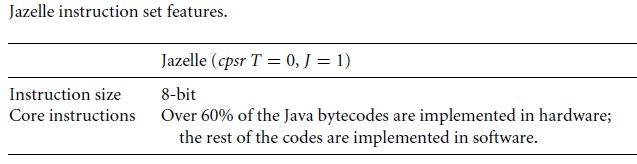 Jazelle instruction set features.
Jazelle (cpsr T = 0, J = 1)
Instruction size 8-bit
Core instructions Over 60% of the Java bytecodes are implemented in hardware;
the rest of the codes are implemented in software.